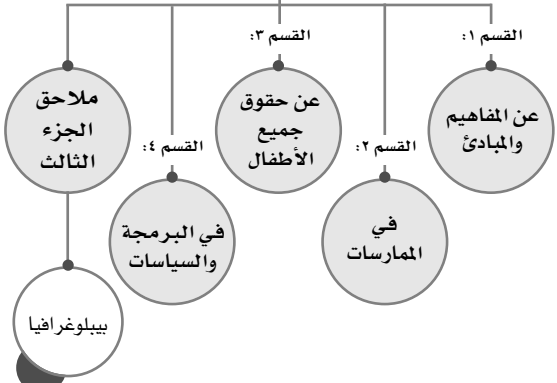 القسم ١:
عن المفاهيم
والمبادئ
القسم ٢:
في
الممارسات
القسم ٣:
عن حقوق
جميع
الأطفال
القسم ٤:
في البرمجة
والسياسات
ملاحق
الجزء
الثالث
بيبلوغرافيا